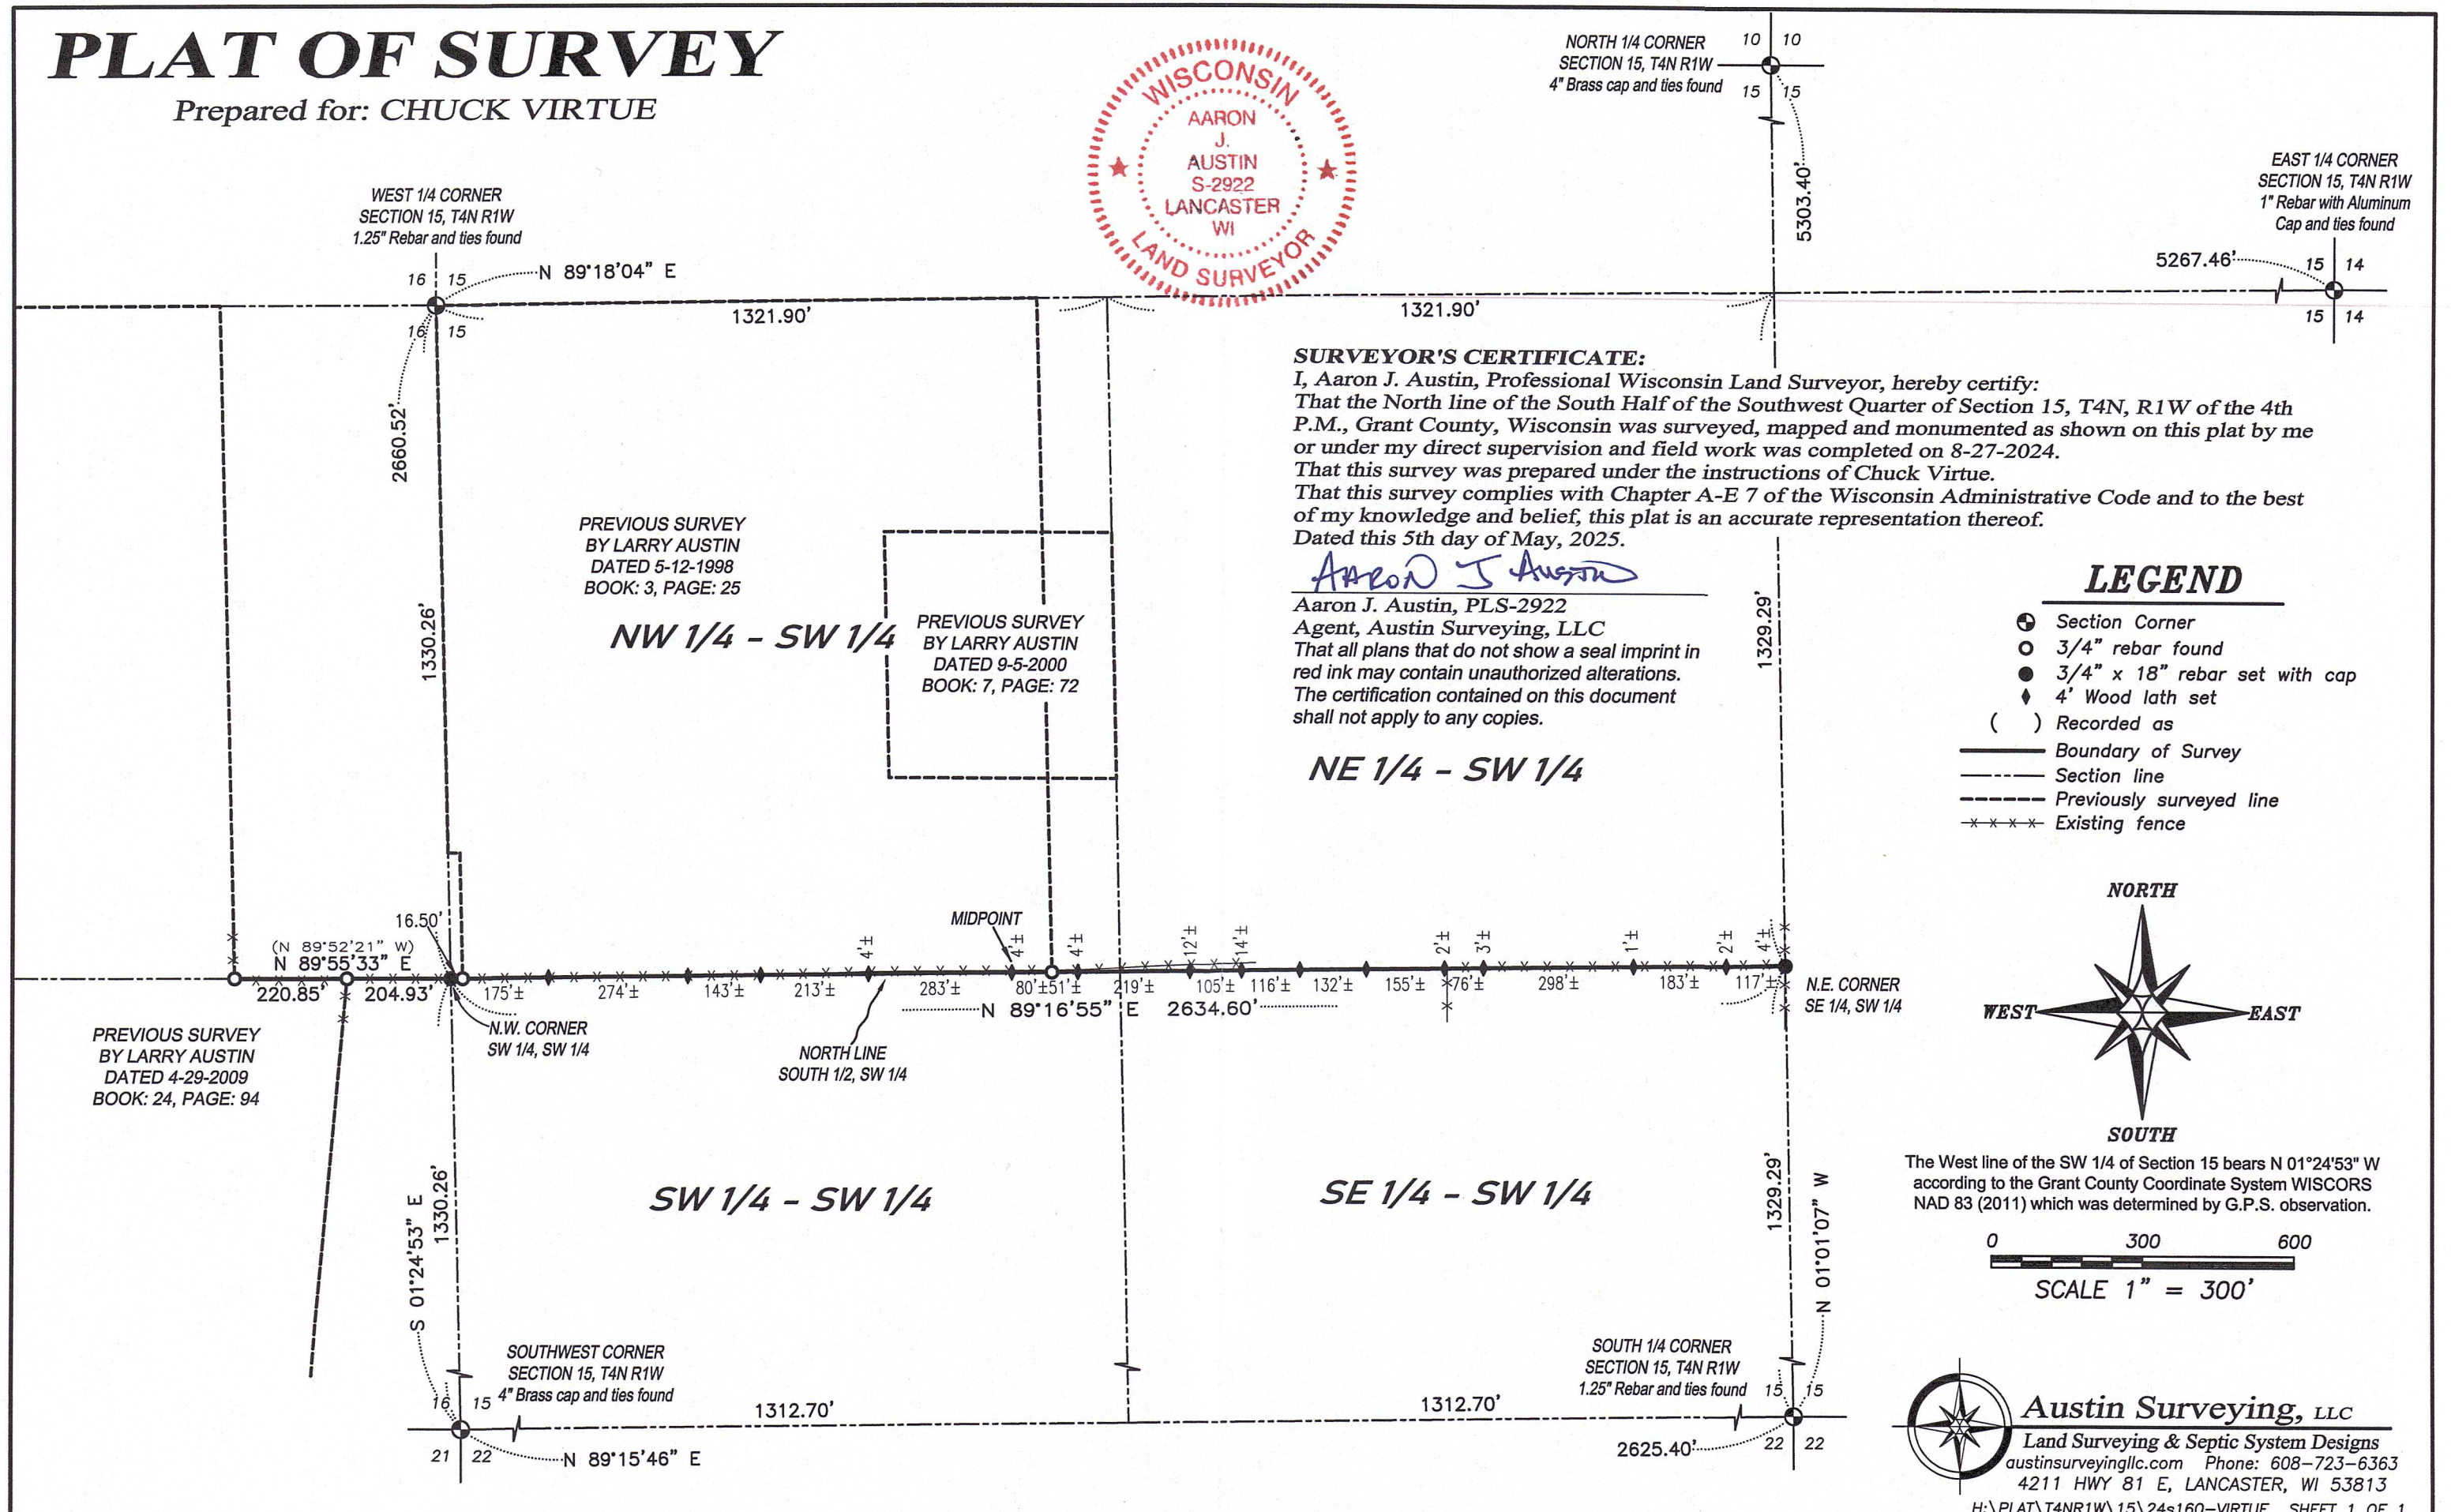 PLAT OF SURVEY
Prepared for: CHUCK VIRTUE
WISCONSIN
AARON
J.
AUSTIN
S-2922
LANCASTER
WI
LAND SURVEYOR
NORTH 1/4 CORNER
SECTION 15, T4N R1W
4" Brass cap and ties found
10 10
15 15
5303.40'
EAST 1/4 CORNER
SECTION 15, T4N R1W
1" Rebar with Aluminum
Cap and ties found
5267.46'
15 14
15 14
WEST 1/4 CORNER
SECTION 15, T4N R1W
1.25" Rebar and ties found
16 15
16 15
N 89°18'04" E
1321.90'
1321.90'
2660.52'
1330.26'
SURVEYOR'S CERTIFICATE:
I, Aaron J. Austin, Professional Wisconsin Land Surveyor, hereby certify:
That the North line of the South Half of the Southwest Quarter of Section 15, T4N, R1W of the 4th
P.M., Grant County, Wisconsin was surveyed, mapped and monumented as shown on this plat by me
or under my direct supervision and field work was completed on 8-27-2024.
That this survey was prepared under the instructions of Chuck Virtue.
That this survey complies with Chapter A-E 7 of the Wisconsin Administrative Code and to the best
of my knowledge and belief, this plat is an accurate representation thereof.
Dated this 5th day of May, 2025.
AARON J AUSTIN
Aaron J. Austin, PLS-2922
Agent, Austin Surveying, LLC
That all plans that do not show a seal imprint in
red ink may contain unauthorized alterations.
The certification contained on this document
shall not apply to any copies.
PREVIOUS SURVEY
BY LARRY AUSTIN
DATED 5-12-1998
BOOK: 3, PAGE: 25
NW 1/4 - SW 1/4
PREVIOUS SURVEY
BY LARRY AUSTIN
DATED 9-5-2000
BOOK: 7, PAGE: 72
NE 1/4 - SW 1/4
1329.29'
LEGEND
Section Corner
3/4" rebar found
3/4" x 18" rebar set with cap
4' Wood lath set
( ) Recorded as
Boundary of Survey
Section line
Previously surveyed line
Existing fence
16.50'
(N 89°52'21" W)
N 89°55'33" E
220.85'
204.93'
MIDPOINT
4'±
4'±
4'±
12'±
14'±
2'±
3'±
1'±
2'±
4'±
175'±
274'±
143'±
213'±
283'±
80'±
51'±
219'±
105'±
116'±
132'±
155'±
76'±
298'±
183'±
117'±
N 89°16'55" E 2634.60'
N.W. CORNER
SW 1/4, SW 1/4
NORTH LINE
SOUTH 1/2, SW 1/4
N.E. CORNER
SE 1/4, SW 1/4
PREVIOUS SURVEY
BY LARRY AUSTIN
DATED 4-29-2009
BOOK: 24, PAGE: 94
NORTH
WEST
EAST
SOUTH
SW 1/4 - SW 1/4
SE 1/4 - SW 1/4
S 01°24'53" E
1330.26'
1329.29'
N 01°01'07" W
The West line of the SW 1/4 of Section 15 bears N 01°24'53" W
according to the Grant County Coordinate System WISCORS
NAD 83 (2011) which was determined by G.P.S. observation.
0 300 600
SCALE 1" = 300'
SOUTHWEST CORNER
SECTION 15, T4N R1W
4" Brass cap and ties found
16 15
21 22
N 89°15'46" E
1312.70'
1312.70'
SOUTH 1/4 CORNER
SECTION 15, T4N R1W
1.25" Rebar and ties found
15 15
22 22
2625.40'
Austin Surveying, LLC
Land Surveying & Septic System Designs
austinsurveyingllc.com Phone: 608-723-6363
4211 HWY 81 E, LANCASTER, WI 53813
H:\PLAT\T4NR1W\15\24s160-VIRTUE SHEET 1 OF 1